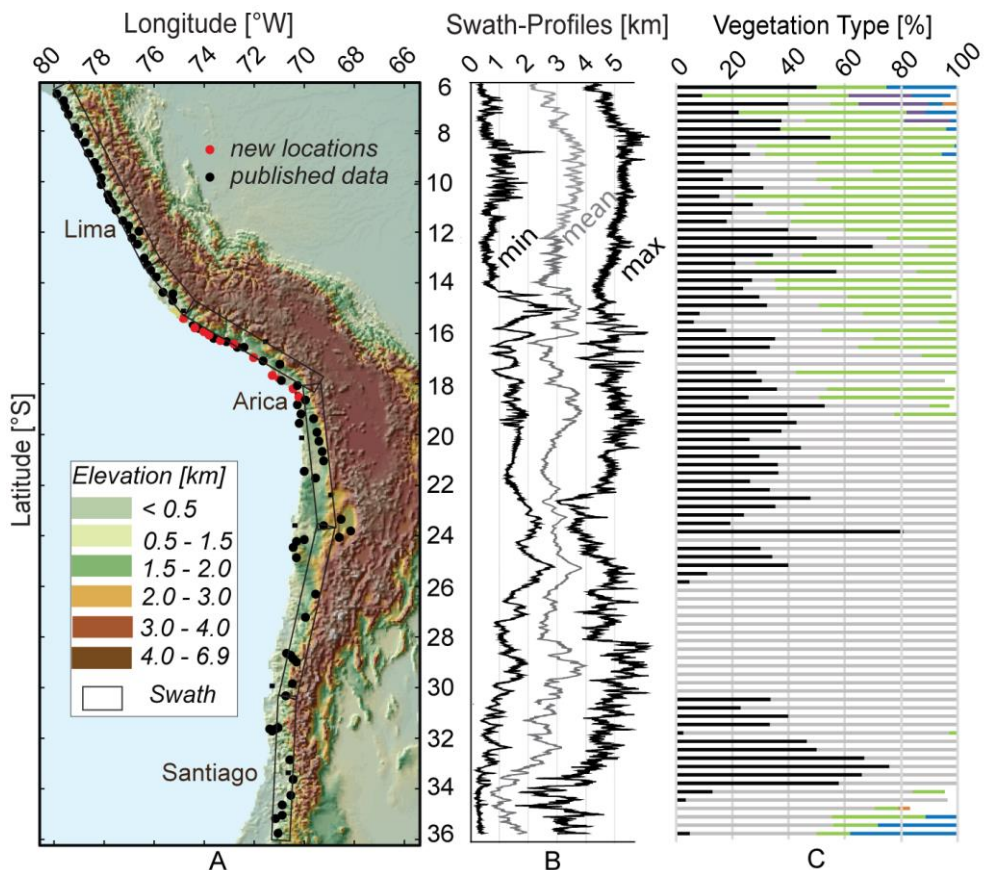 Longitude [°W]
80 78 76 74 72 70 68 66
Swath-Profiles [km]
0 1 2 3 4 5
Vegetation Type [%]
0 20 40 60 80 100
Latitude [°S]
6
8
10
12
14
16
18
20
22
24
26
28
30
32
34
36
new locations
published data
Lima
Arica
Santiago
Elevation [km]
< 0.5
0.5 - 1.5
1.5 - 2.0
2.0 - 3.0
3.0 - 4.0
4.0 - 6.9
Swath
min
mean
max
A
B
C